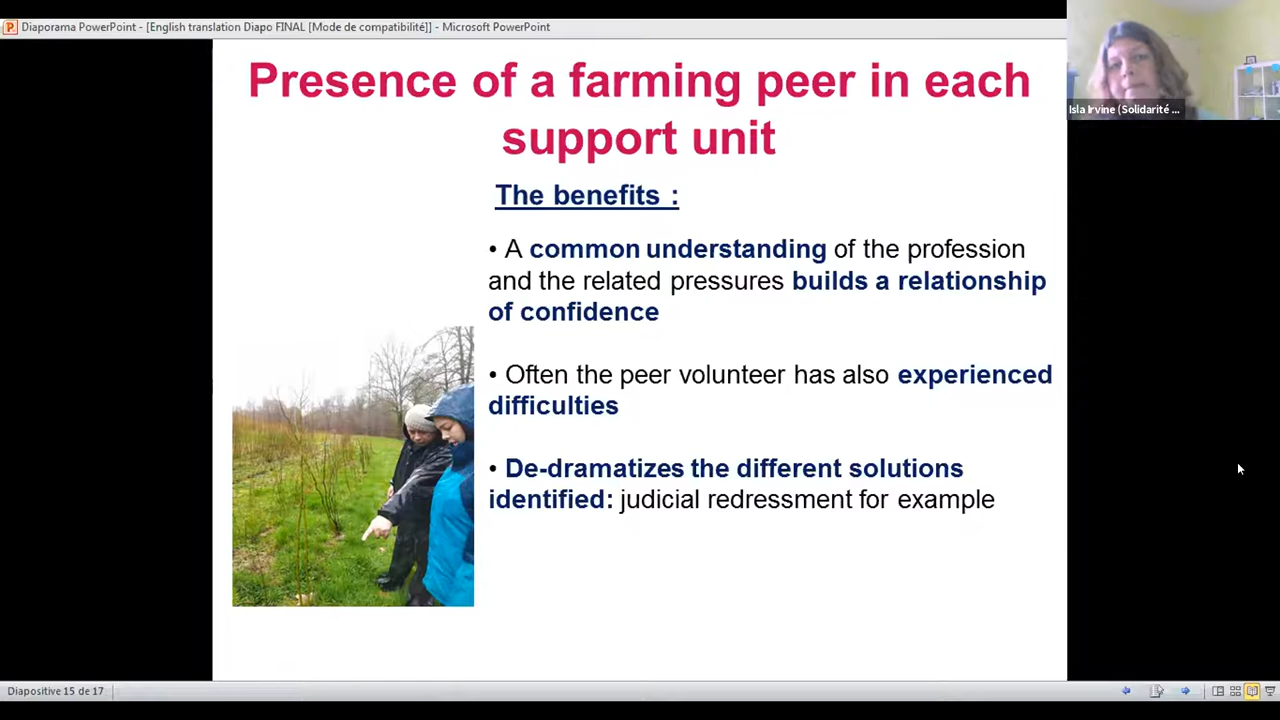 Diaporama PowerPoint - [English translation Diapo FINAL [Mode de compatibilité]] - Microsoft PowerPoint
Isla Irvine (Solidarité ...
Presence of a farming peer in each
support unit
The benefits :
• A common understanding of the profession
and the related pressures builds a relationship
of confidence
• Often the peer volunteer has also experienced
difficulties
• De-dramatizes the different solutions
identified: judicial redressment for example
Diapositive 15 de 17